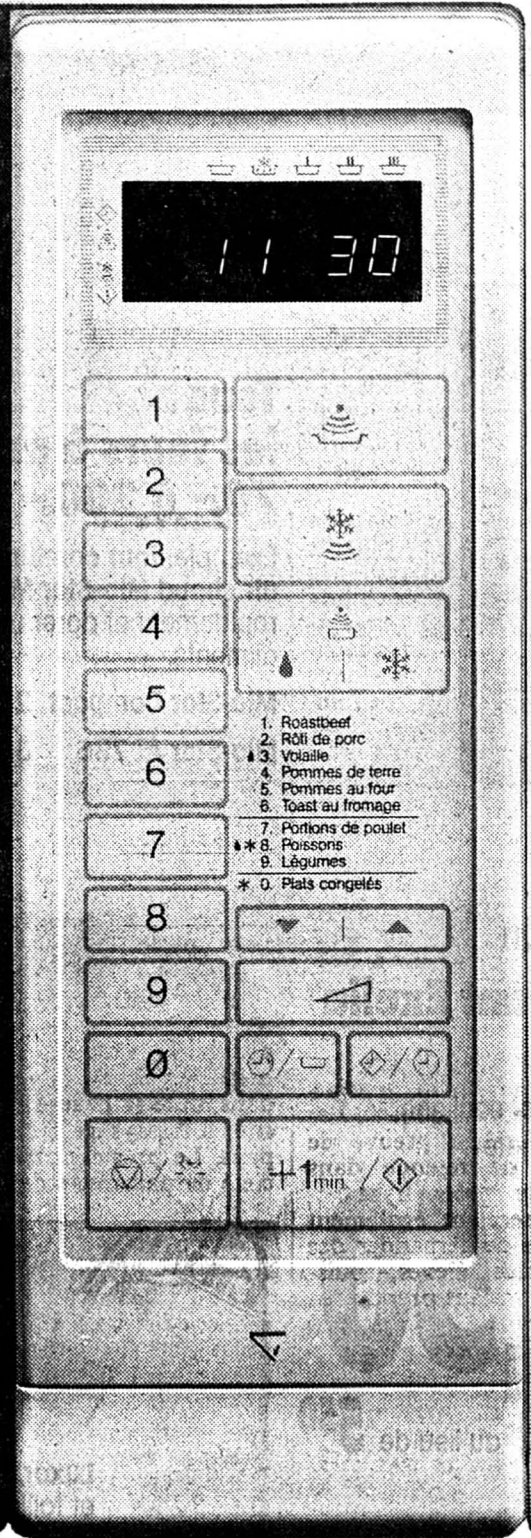 11 30
1
2
3
4
5
6
7
8
9
0
1. Roastbeef
2. Rôti de porc
3. Volaille
4. Pommes de terre
5. Pommes au four
6. Toast au fromage
7. Portions de poulet
* 8. Poissons
9. Légumes
* 0. Plats congelés
+1min. /